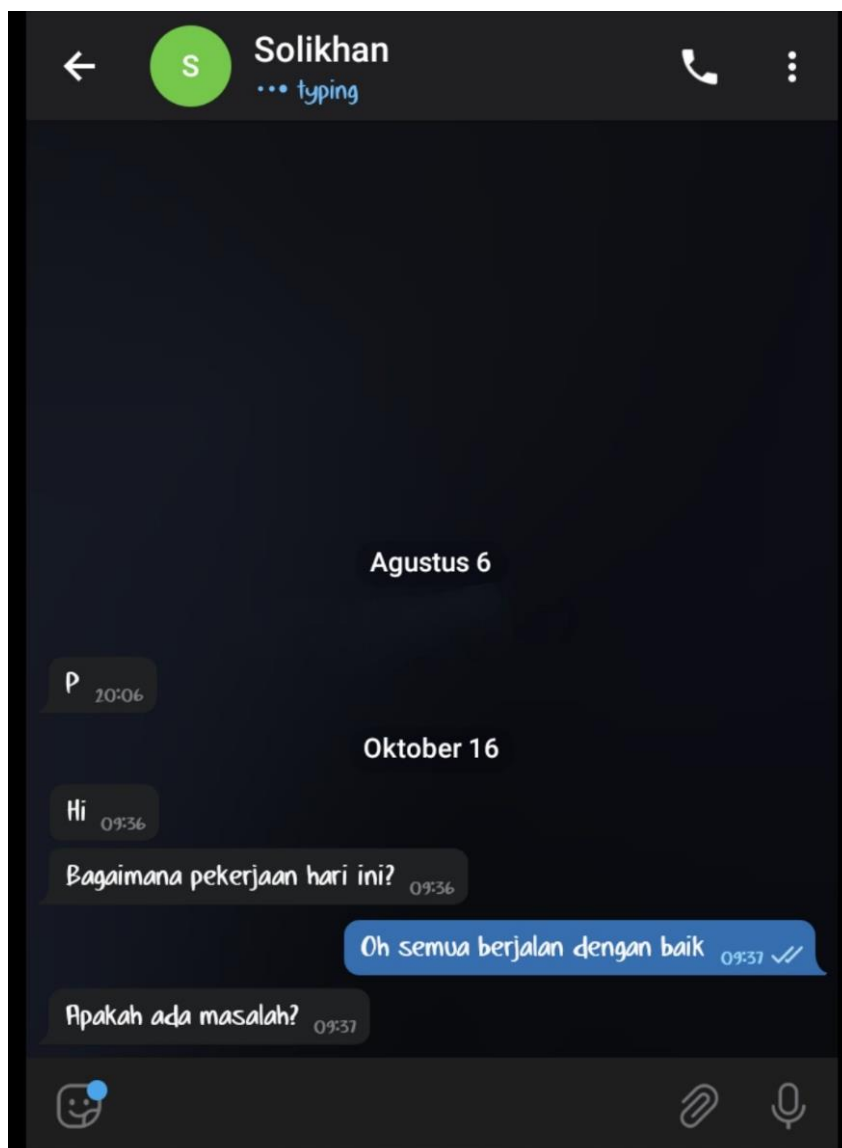 S
Solikhan
••• typing
Agustus 6
P 20:06
Oktober 16
Hi 09:36
Bagaimana pekerjaan hari ini? 09:36
Oh semua berjalan dengan baik 09:37
Apakah ada masalah? 09:37